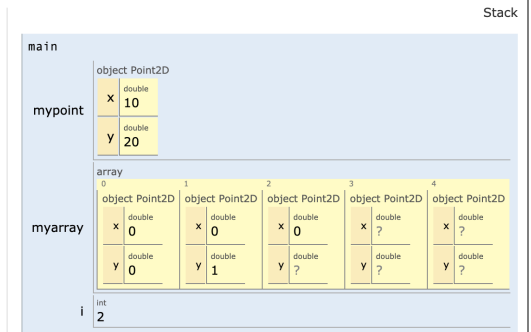 Stack
main
mypoint
object Point2D
x double 10
y double 20
myarray
array
0 1 2 3 4
object Point2D object Point2D object Point2D object Point2D object Point2D
x double 0 x double 0 x double 0 x double ? x double ?
y double 0 y double 1 y double ? y double ? y double ?
i int 2